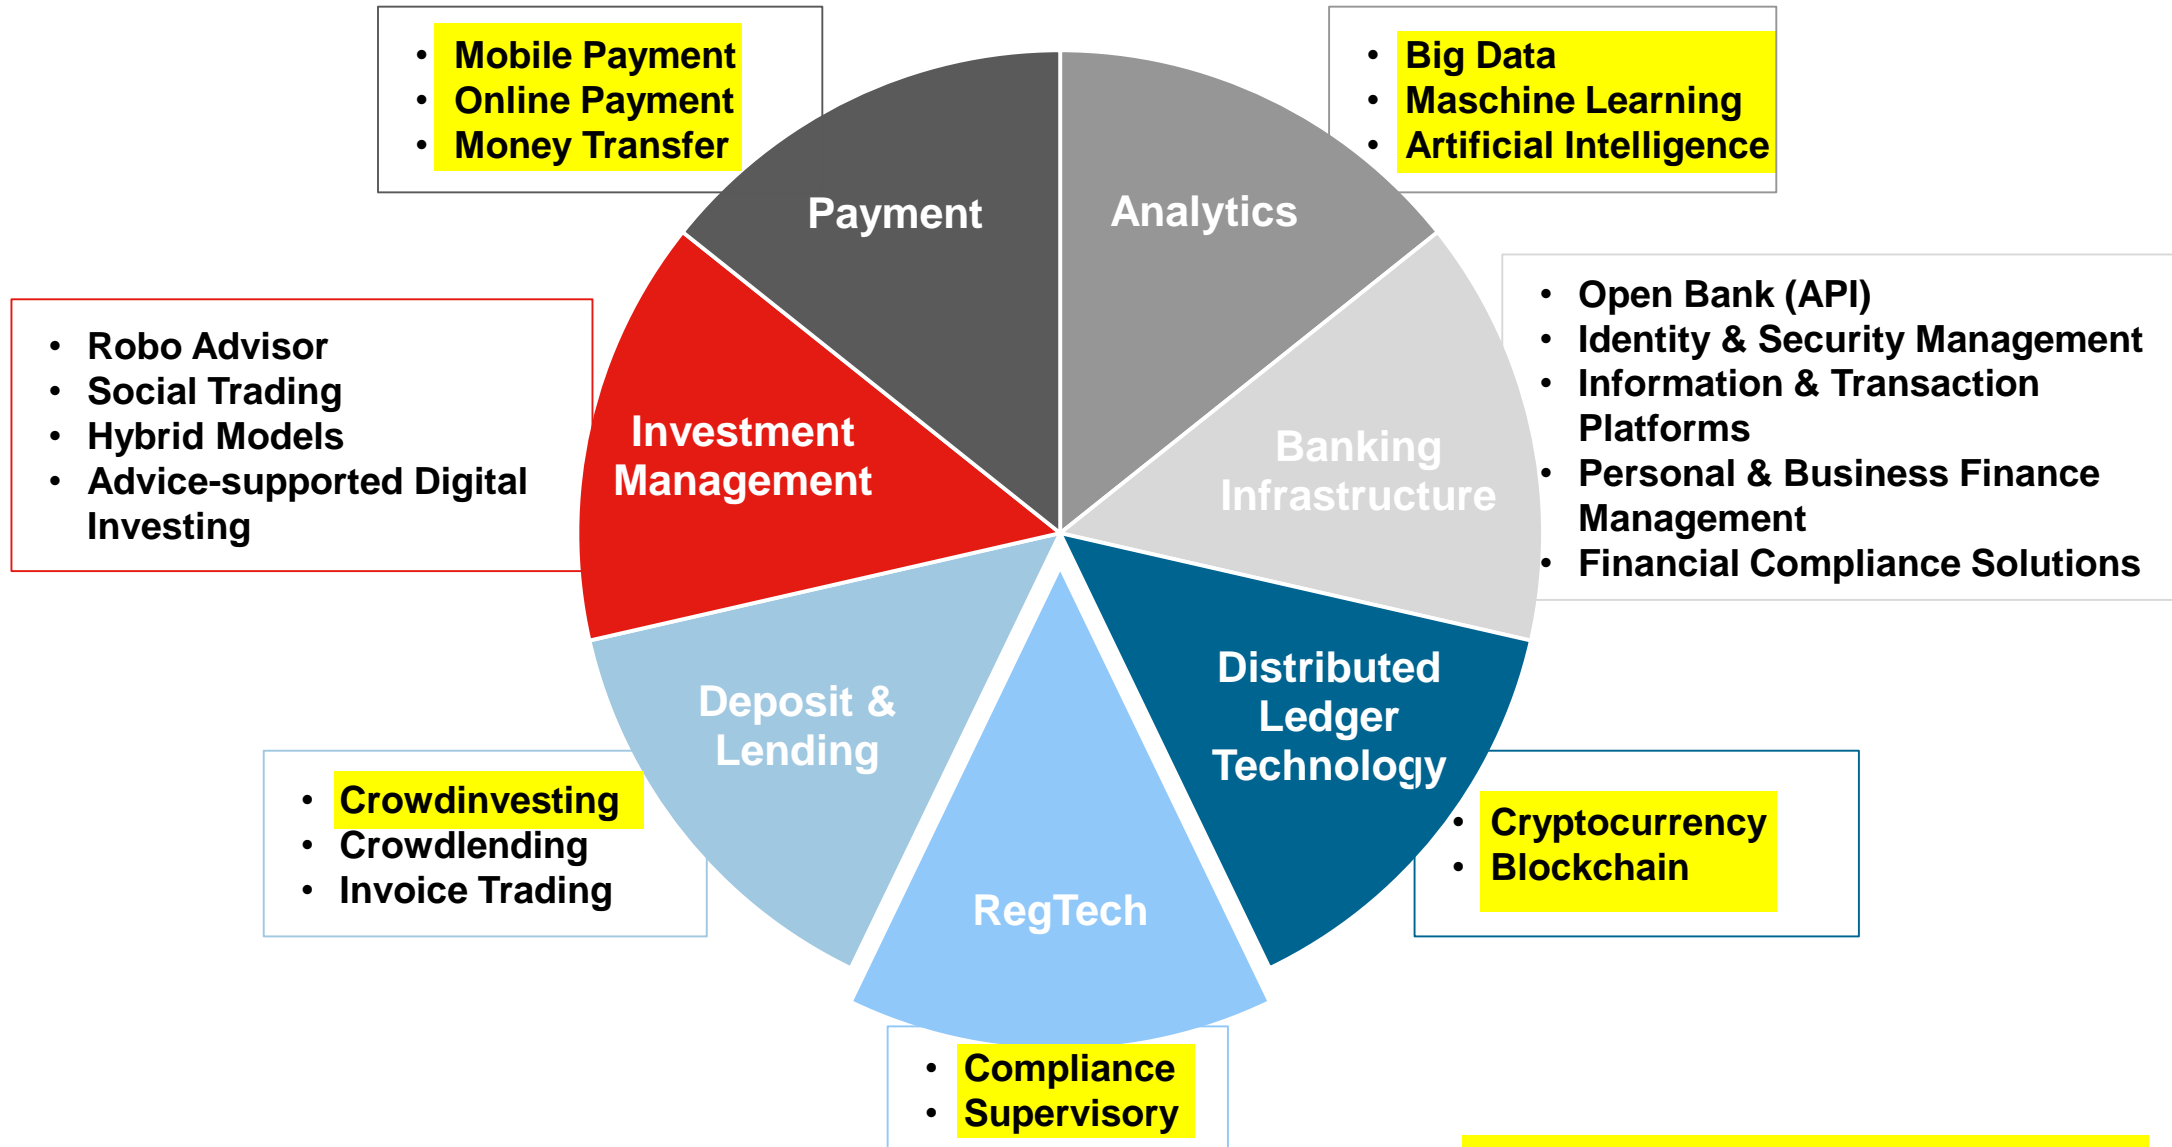 • Mobile Payment
• Online Payment
• Money Transfer
• Big Data
• Maschine Learning
• Artificial Intelligence
Payment
Analytics
• Robo Advisor
• Social Trading
• Hybrid Models
• Advice-supported Digital
Investing
Investment
Management
Banking
Infrastructure
• Open Bank (API)
• Identity & Security Management
• Information & Transaction
Platforms
• Personal & Business Finance
Management
• Financial Compliance Solutions
Deposit &
Lending
Distributed
Ledger
Technology
• Crowdinvesting
• Crowdlending
• Invoice Trading
RegTech
• Cryptocurrency
• Blockchain
• Compliance
• Supervisory